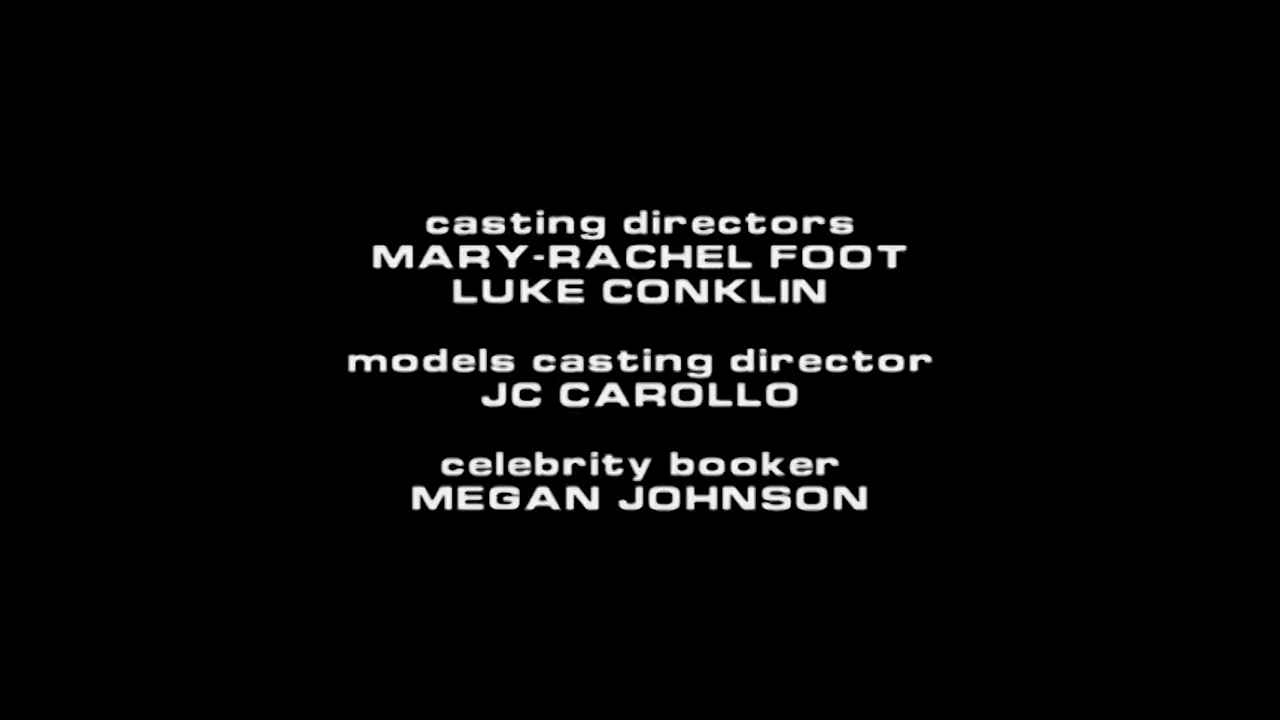 casting directors
MARY-RACHEL FOOT
LUKE CONKLIN
models casting director
JC CAROLLO
celebrity booker
MEGAN JOHNSON